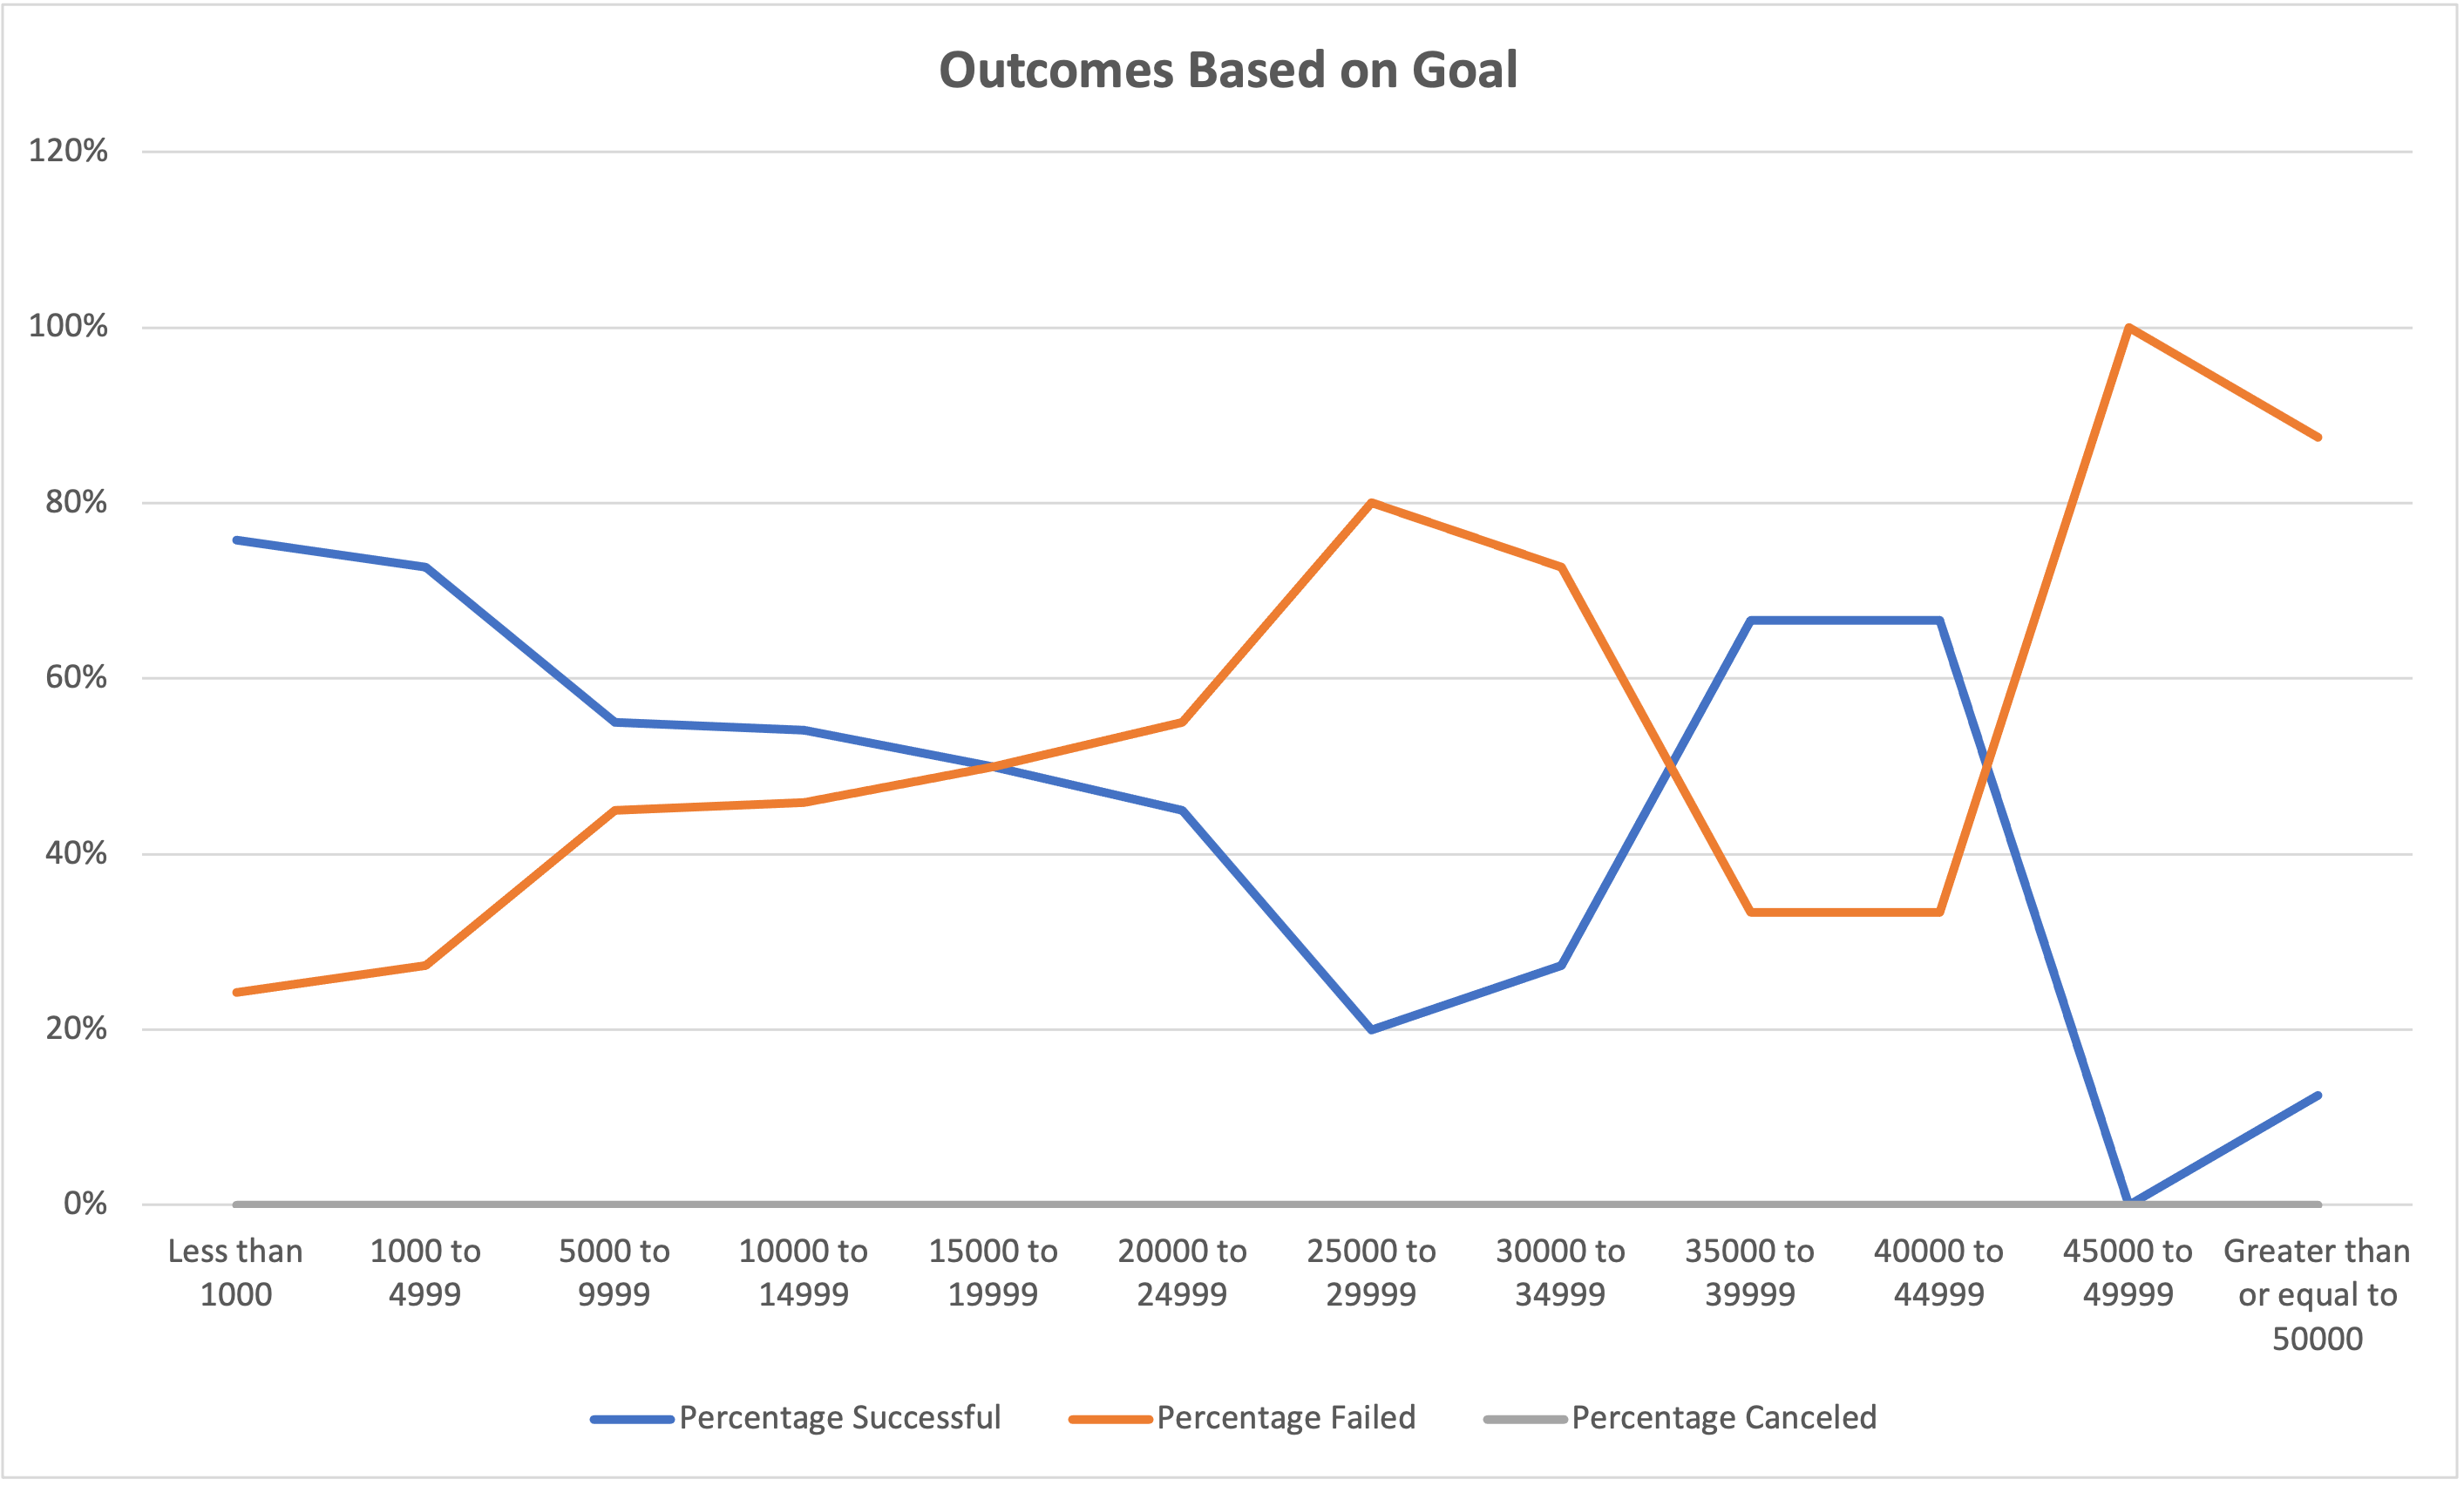 Outcomes Based on Goal
120%
100%
80%
60%
40%
20%
0%
Less than
1000
1000 to
4999
5000 to
9999
10000 to
14999
15000 to
19999
20000 to
24999
25000 to
29999
30000 to
34999
35000 to
39999
40000 to
44999
45000 to
49999
Greater than
or equal to
50000
Percentage Successful
Percentage Failed
Percentage Canceled